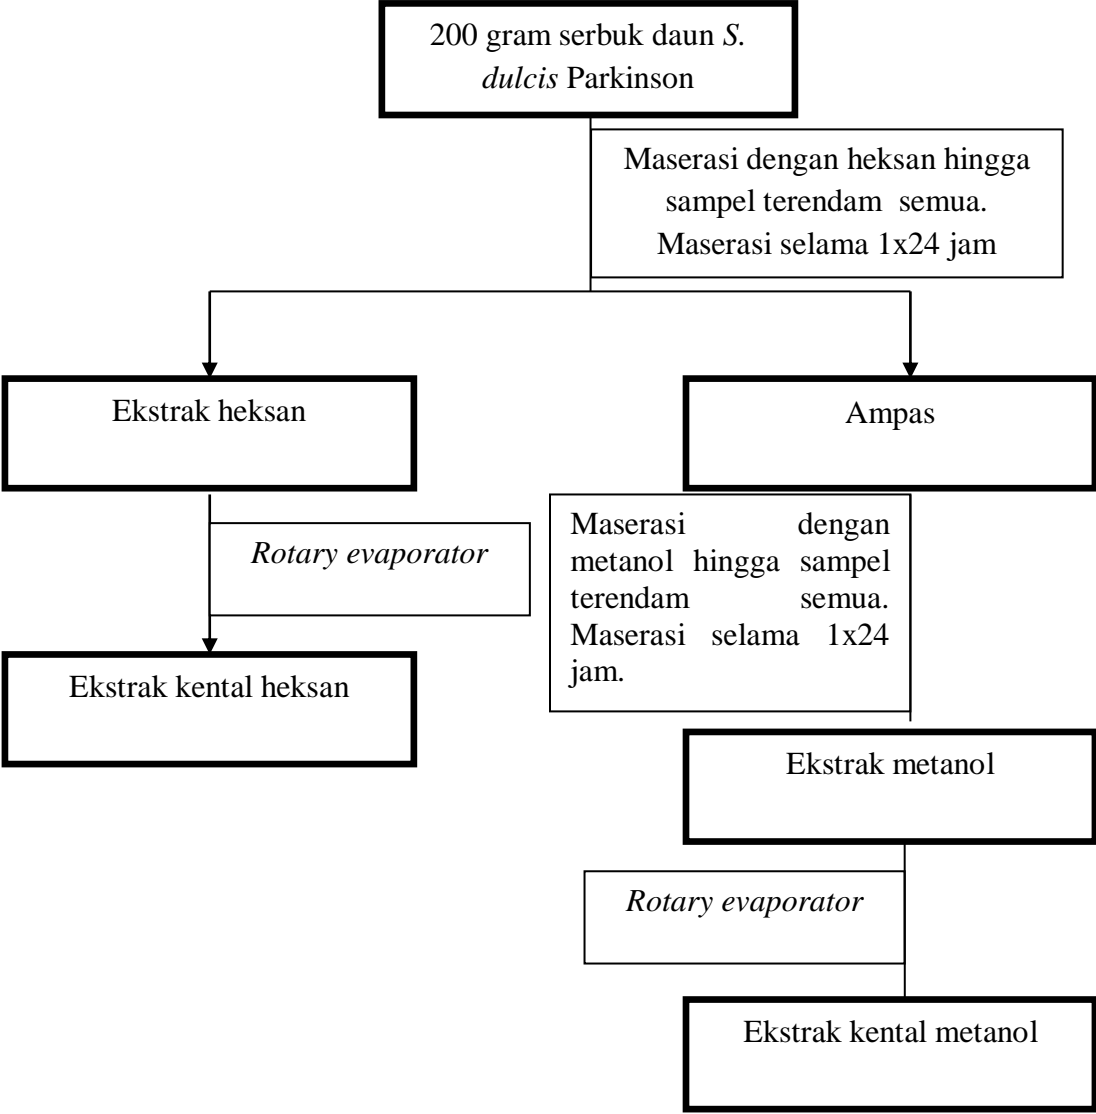 200 gram serbuk daun S.
dulcis Parkinson
Maserasi dengan heksan hingga
sampel terendam semua.
Maserasi selama 1x24 jam
Ekstrak heksan
Ampas
Rotary evaporator
Maserasi dengan
metanol hingga sampel
terendam semua.
Maserasi selama 1x24
jam.
Ekstrak kental heksan
Ekstrak metanol
Rotary evaporator
Ekstrak kental metanol